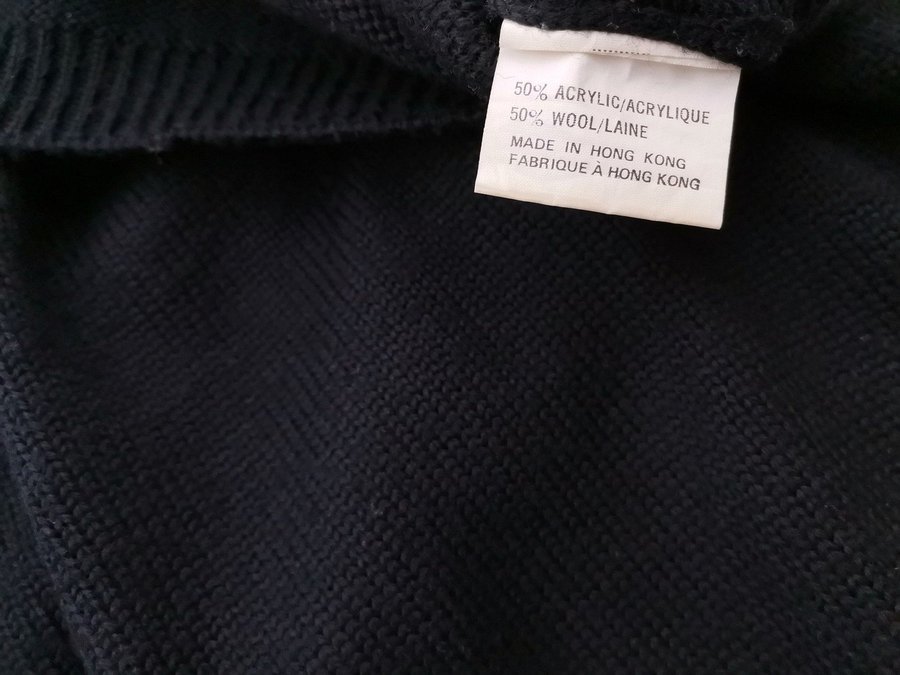 50% ACRYLIC/ACRYLIQUE
50% WOOL/LAINE
MADE IN HONG KONG
FABRIQUE À HONG KONG